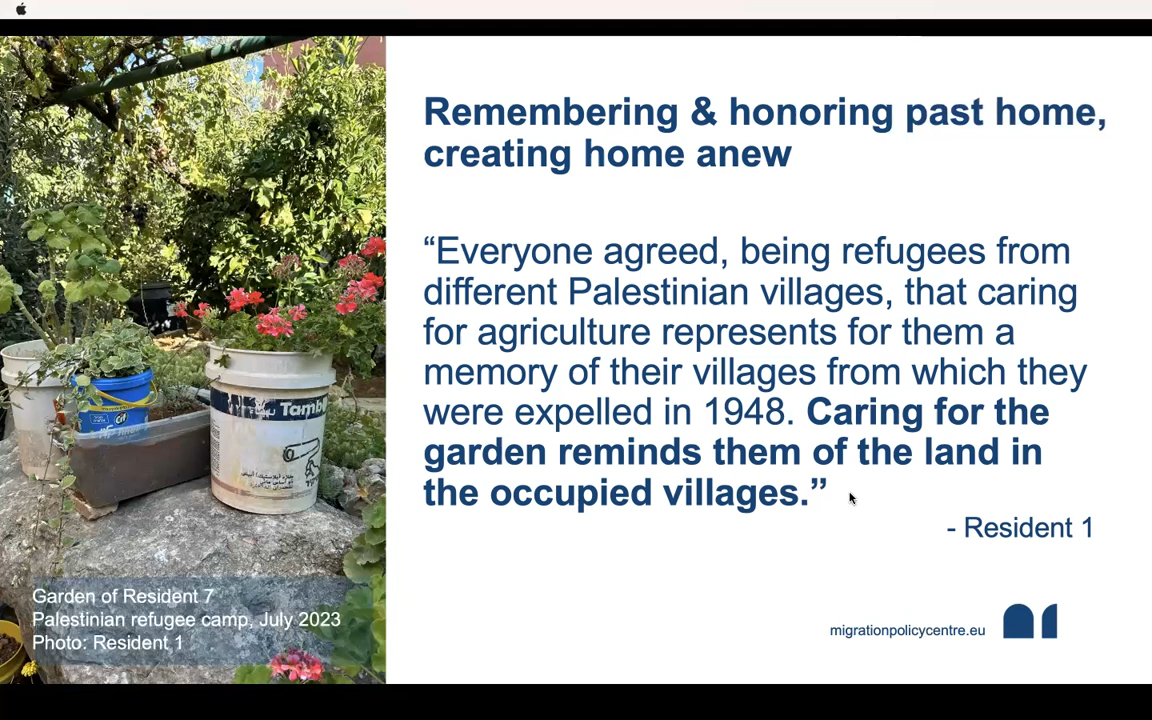 Remembering & honoring past home,
creating home anew
“Everyone agreed, being refugees from
different Palestinian villages, that caring
for agriculture represents for them a
memory of their villages from which they
were expelled in 1948. Caring for the
garden reminds them of the land in
the occupied villages.”
- Resident 1
Cif
Tamb
Garden of Resident 7
Palestinian refugee camp, July 2023
Photo: Resident 1
migrationpolicycentre.eu